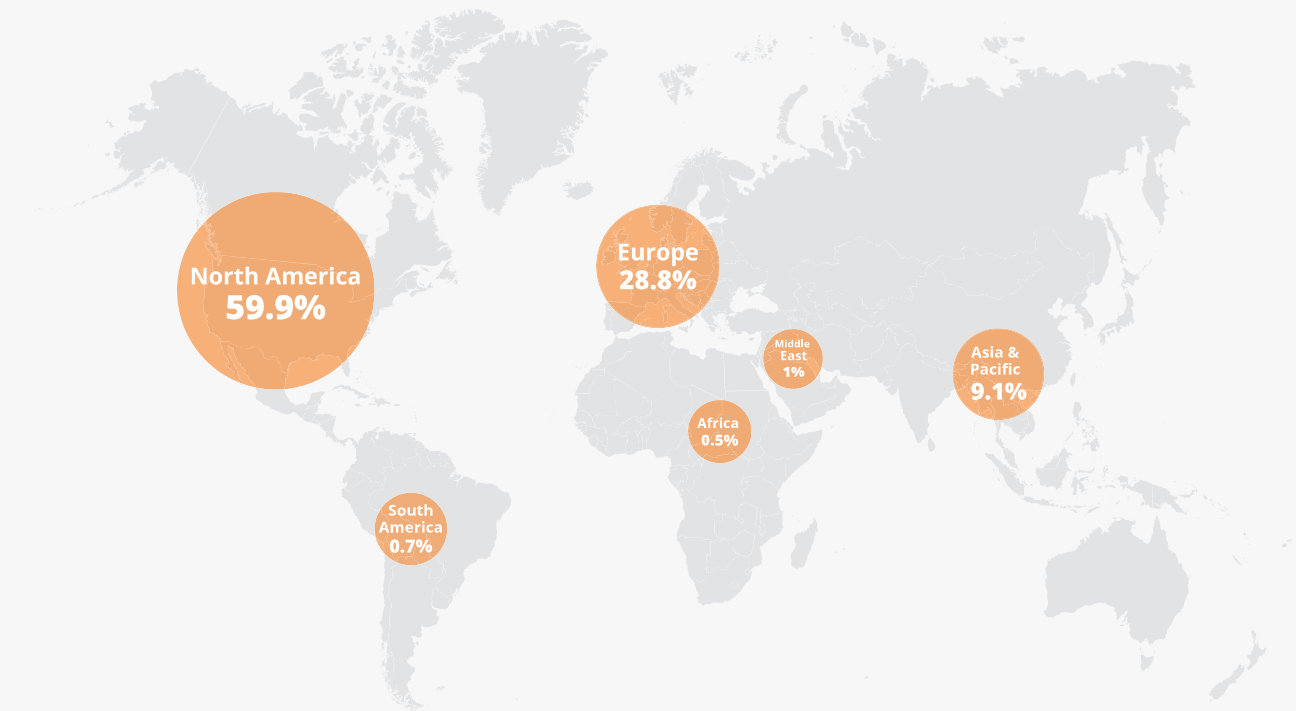 North America
59.9%
Europe
28.8%
Middle
East
1%
Asia &
Pacific
9.1%
Africa
0.5%
South
America
0.7%